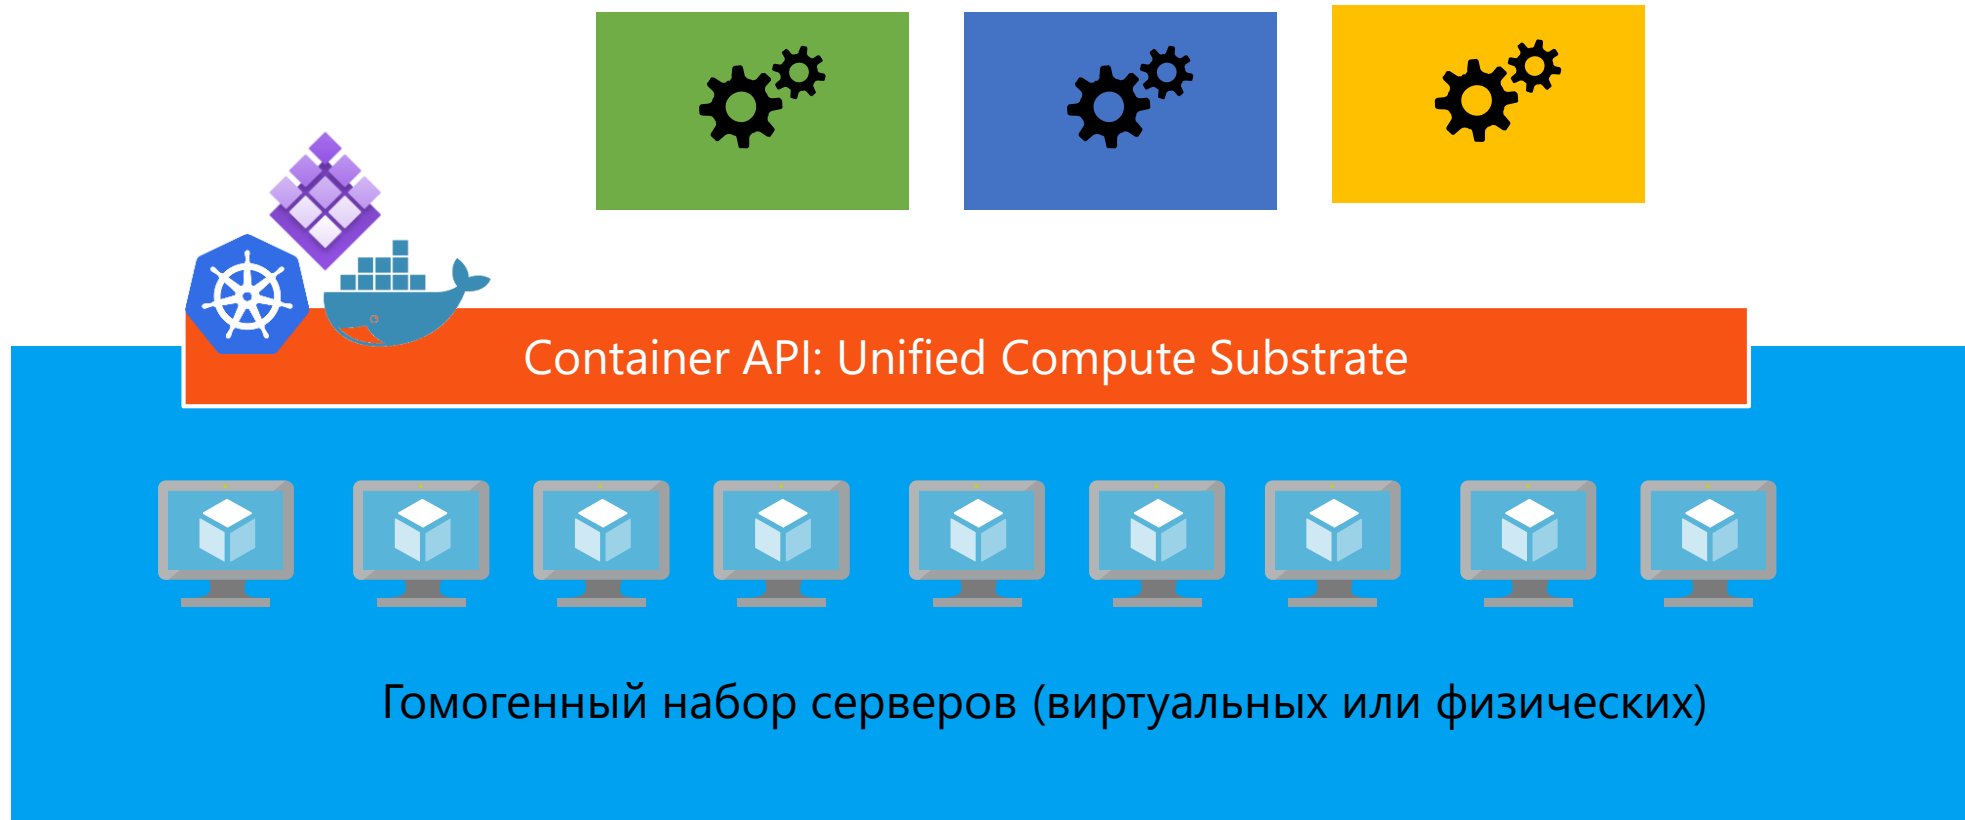 Container API: Unified Compute Substrate
Гомогенный набор серверов (виртуальных или физических)